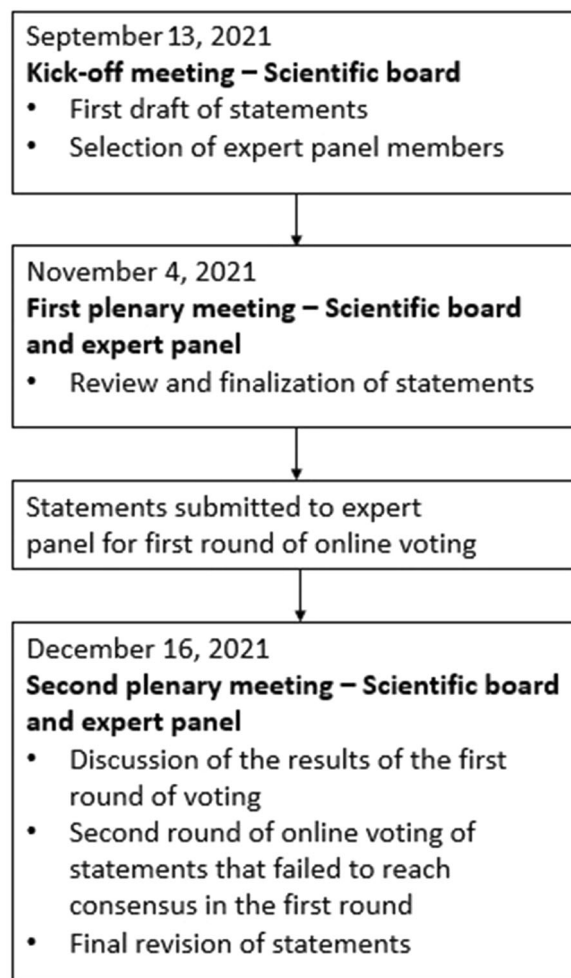 September 13, 2021
Kick-off meeting – Scientific board
• First draft of statements
• Selection of expert panel members
November 4, 2021
First plenary meeting – Scientific board
and expert panel
• Review and finalization of statements
Statements submitted to expert
panel for first round of online voting
December 16, 2021
Second plenary meeting – Scientific board
and expert panel
• Discussion of the results of the first
round of voting
• Second round of online voting of
statements that failed to reach
consensus in the first round
• Final revision of statements